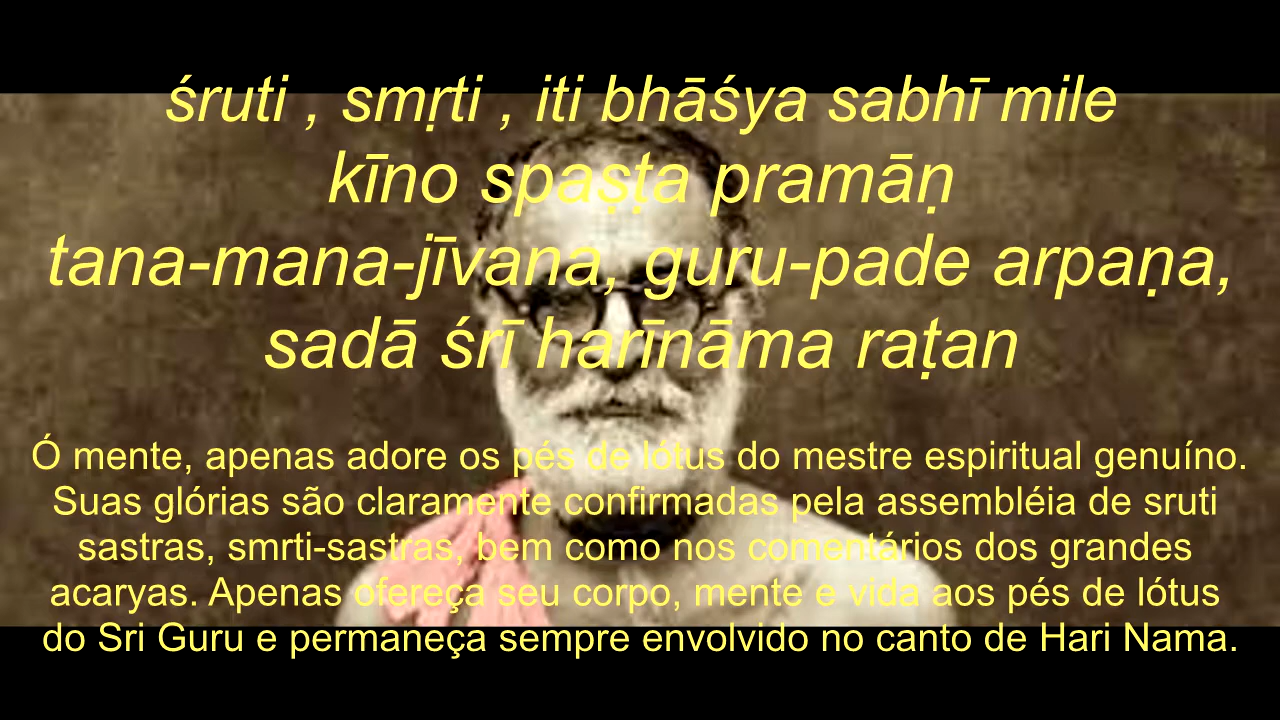 śruti , smṛti , iti bhāśya sabhī mile
kīno spaṣṭa pramāṇ
tana-mana-jīvana, guru-pade arpaṇa,
sadā śrī harīnāma raṭan
Ó mente, apenas adore os pés de lótus do mestre espiritual genuíno.
Suas glórias são claramente confirmadas pela assembléia de sruti
sastras, smrti-sastras, bem como nos comentários dos grandes
acaryas. Apenas ofereça seu corpo, mente e vida aos pés de lótus
do Sri Guru e permaneça sempre envolvido no canto de Hari Nama.